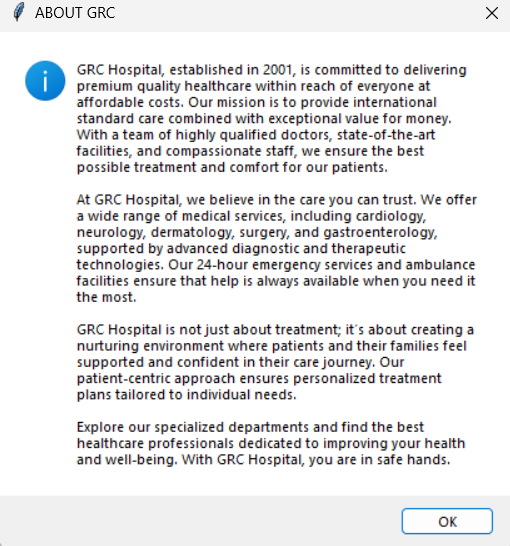 ABOUT GRC
GRC Hospital, established in 2001, is committed to delivering
premium quality healthcare within reach of everyone at
affordable costs. Our mission is to provide international
standard care combined with exceptional value for money.
With a team of highly qualified doctors, state-of-the-art
facilities, and compassionate staff, we ensure the best
possible treatment and comfort for our patients.
At GRC Hospital, we believe in the care you can trust. We offer
a wide range of medical services, including cardiology,
neurology, dermatology, surgery, and gastroenterology,
supported by advanced diagnostic and therapeutic
technologies. Our 24-hour emergency services and ambulance
facilities ensure that help is always available when you need it
the most.
GRC Hospital is not just about treatment; it's about creating a
nurturing environment where patients and their families feel
supported and confident in their care journey. Our
patient-centric approach ensures personalized treatment
plans tailored to individual needs.
Explore our specialized departments and find the best
healthcare professionals dedicated to improving your health
and well-being. With GRC Hospital, you are in safe hands.
OK